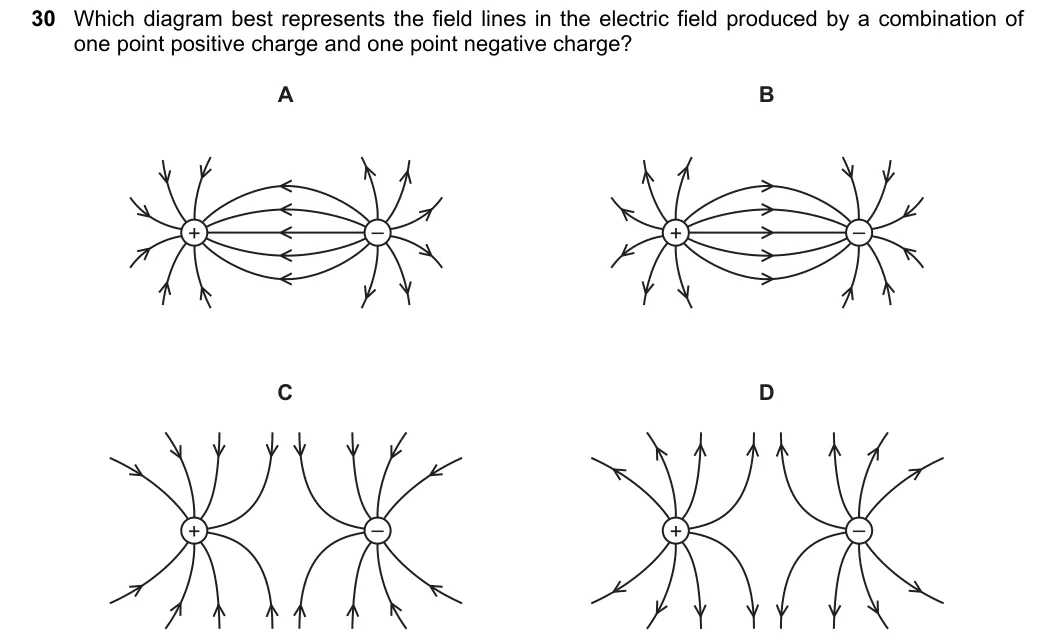 30 Which diagram best represents the field lines in the electric field produced by a combination of
one point positive charge and one point negative charge?
A B
+ − + −
C D
+ − + −